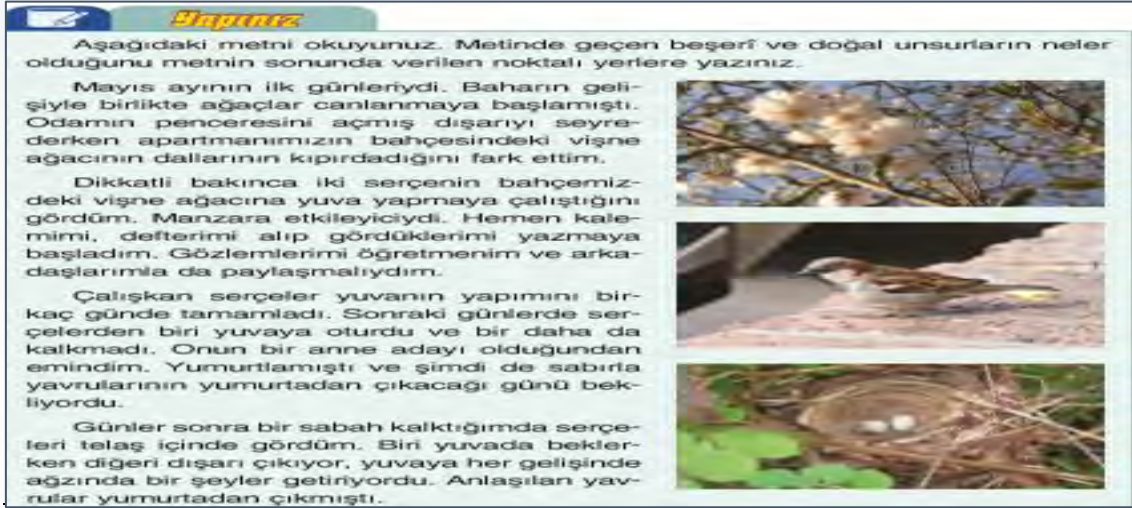 Yapınız
Aşağıdaki metni okuyunuz. Metinde geçen beşerî ve doğal unsurların neler
olduğunu metnin sonunda verilen noktalı yerlere yazınız.
Mayıs ayının ilk günleriydi. Baharın geli-
şiyle birlikte ağaçlar canlanmaya başlamıştı.
Odamın penceresini açmış dışarıyı seyre-
derken apartmanımızın bahçesindeki vişne
ağacının dallarının kıpırdadığını fark ettim.
Dikkatli bakınca iki serçenin bahçemiz-
deki vişne ağacına yuva yapmaya çalıştığını
gördüm. Manzara etkileyiciydi. Hemen kale-
mimi, defterimi alıp gördüklerimi yazmaya
başladım. Gözlemlerimi öğretmenim ve arka-
daşlarımla da paylaşmalıydım.
Çalışkan serçeler yuvanın yapımını bir-
kaç günde tamamladı. Sonraki günlerde ser-
çelerden biri yuvaya oturdu ve bir daha da
kalkmadı. Onun bir anne adayı olduğundan
emindim. Yumurtlamıştı ve şimdi de sabırla
yavrularının yumurtadan çıkacağı günü bek-
liyordu.
Günler sonra bir sabah kalktığımda serçe-
leri telaş içinde gördüm. Biri yuvada bekler-
ken diğeri dışarı çıkıyor, yuvaya her gelişinde
ağzında bir şeyler getiriyordu. Anlaşılan yav-
rular yumurtadan çıkmıştı.